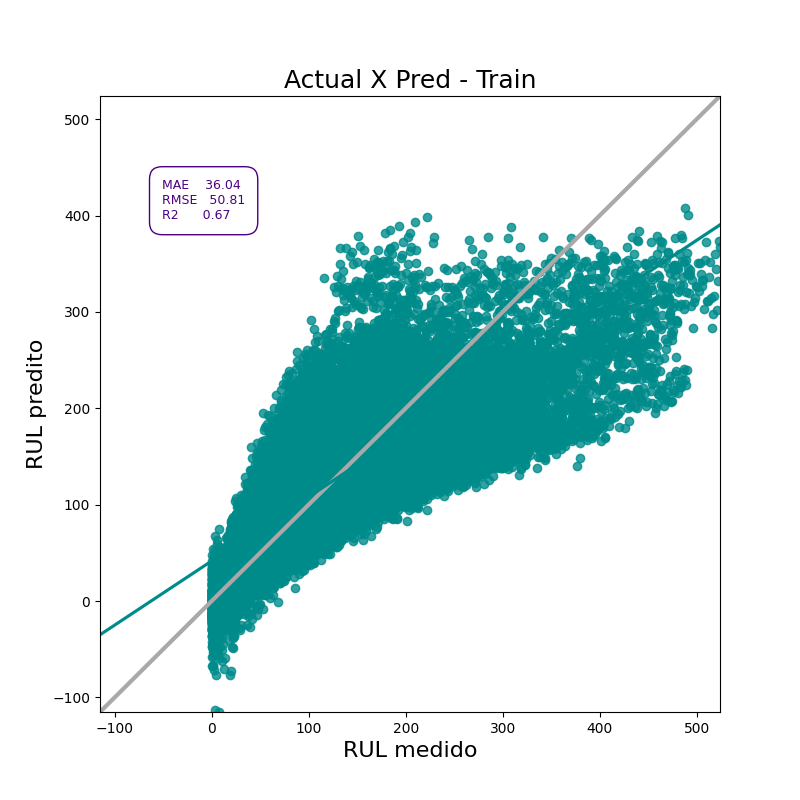 Actual X Pred - Train
MAE 36.04
RMSE 50.81
R2 0.67
500
400
300
200
100
0
−100
RUL predito
−100 0 100 200 300 400 500
RUL medido